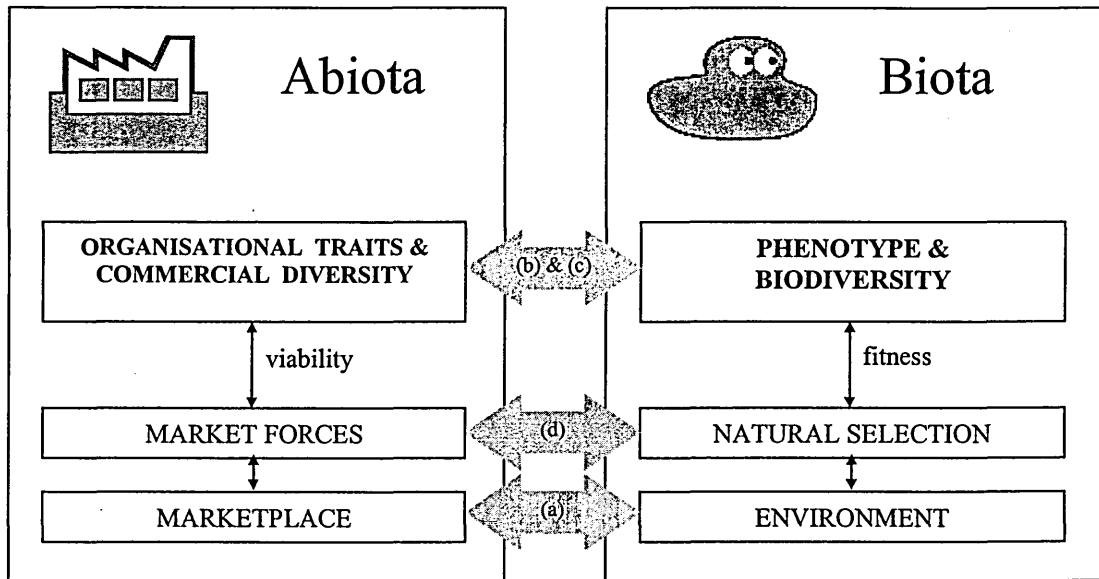 Abiota
ORGANISATIONAL TRAITS &
COMMERCIAL DIVERSITY
viability
MARKET FORCES
MARKETPLACE
(b) & (c)
(d)
(a)
Biota
PHENOTYPE &
BIODIVERSITY
fitness
NATURAL SELECTION
ENVIRONMENT